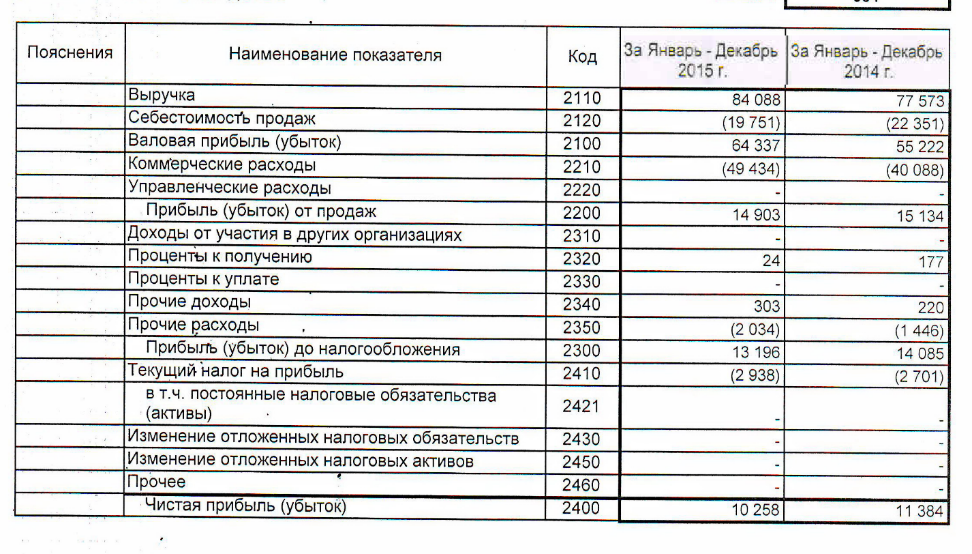 Пояснения Наименование показателя Код За Январь - Декабрь 2015 г. За Январь - Декабрь 2014 г.
Выручка 2110 84 088 77 573
Себестоимость продаж 2120 (19 751) (22 351)
Валовая прибыль (убыток) 2100 64 337 55 222
Коммерческие расходы 2210 (49 434) (40 088)
Управленческие расходы 2220 - -
Прибыль (убыток) от продаж 2200 14 903 15 134
Доходы от участия в других организациях 2310 - -
Проценты к получению 2320 24 177
Проценты к уплате 2330 - -
Прочие доходы 2340 303 220
Прочие расходы 2350 (2 034) (1 446)
Прибыль (убыток) до налогообложения 2300 13 196 14 085
Текущий налог на прибыль 2410 (2 938) (2 701)
в т.ч. постоянные налоговые обязательства
(активы) 2421 - -
Изменение отложенных налоговых обязательств 2430 - -
Изменение отложенных налоговых активов 2450 - -
Прочее 2460 - -
Чистая прибыль (убыток) 2400 10 258 11 384